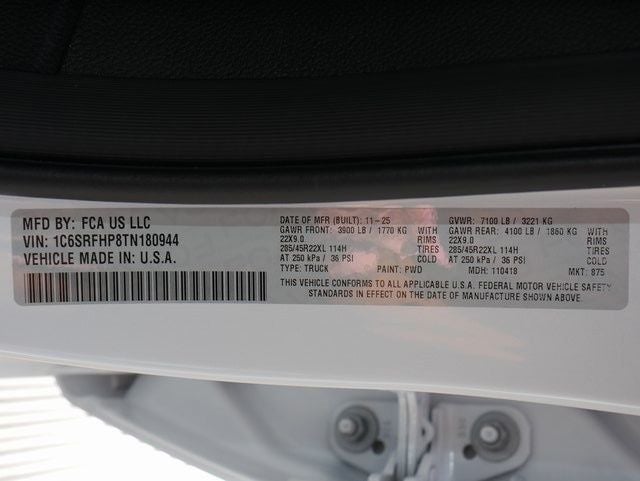 MFD BY: FCA US LLC
VIN: 1C6SRFHP8TN180944
VEHICLE MADE IN: U.S.A.
DATE OF MFR (BUILT): 11-25 GVWR: 7100 LB / 3221 KG
GAWR FRONT: 3900 LB / 1770 KG WITH GAWR REAR: 4100 LB / 1860 KG WITH
22X9.0 RIMS 22X9.0 RIMS
285/45R22XL 114H TIRES 285/45R22XL 114H TIRES
AT 250 kPa / 36 PSI COLD AT 250 kPa / 36 PSI COLD
TYPE: TRUCK PAINT: PWD MDH: 110418 MKT: 875
THIS VEHICLE CONFORMS TO ALL APPLICABLE U.S.A. FEDERAL MOTOR VEHICLE SAFETY
STANDARDS IN EFFECT ON THE DATE OF MANUFACTURE SHOWN ABOVE.